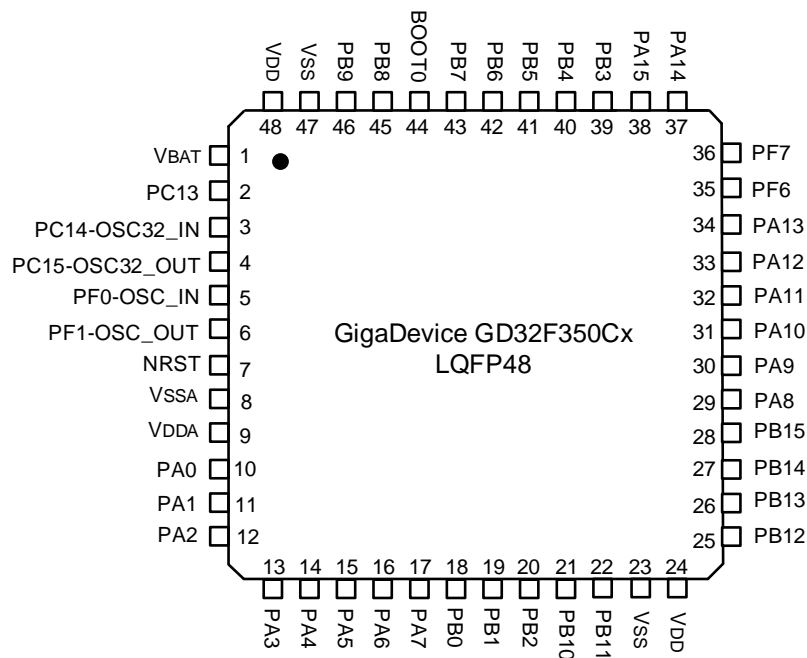 VDD VSS PB9 PB8 BOOT0 PB7 PB6 PB5 PB4 PB3 PA15 PA14
48 47 46 45 44 43 42 41 40 39 38 37
VBAT 1
PC13 2
PC14-OSC32_IN 3
PC15-OSC32_OUT 4
PF0-OSC_IN 5
PF1-OSC_OUT 6
NRST 7
VSSA 8
VDDA 9
PA0 10
PA1 11
PA2 12
GigaDevice GD32F350Cx
LQFP48
36 PF7
35 PF6
34 PA13
33 PA12
32 PA11
31 PA10
30 PA9
29 PA8
28 PB15
27 PB14
26 PB13
25 PB12
13 14 15 16 17 18 19 20 21 22 23 24
PA3 PA4 PA5 PA6 PA7 PB0 PB1 PB2 PB10 PB11 VSS VDD